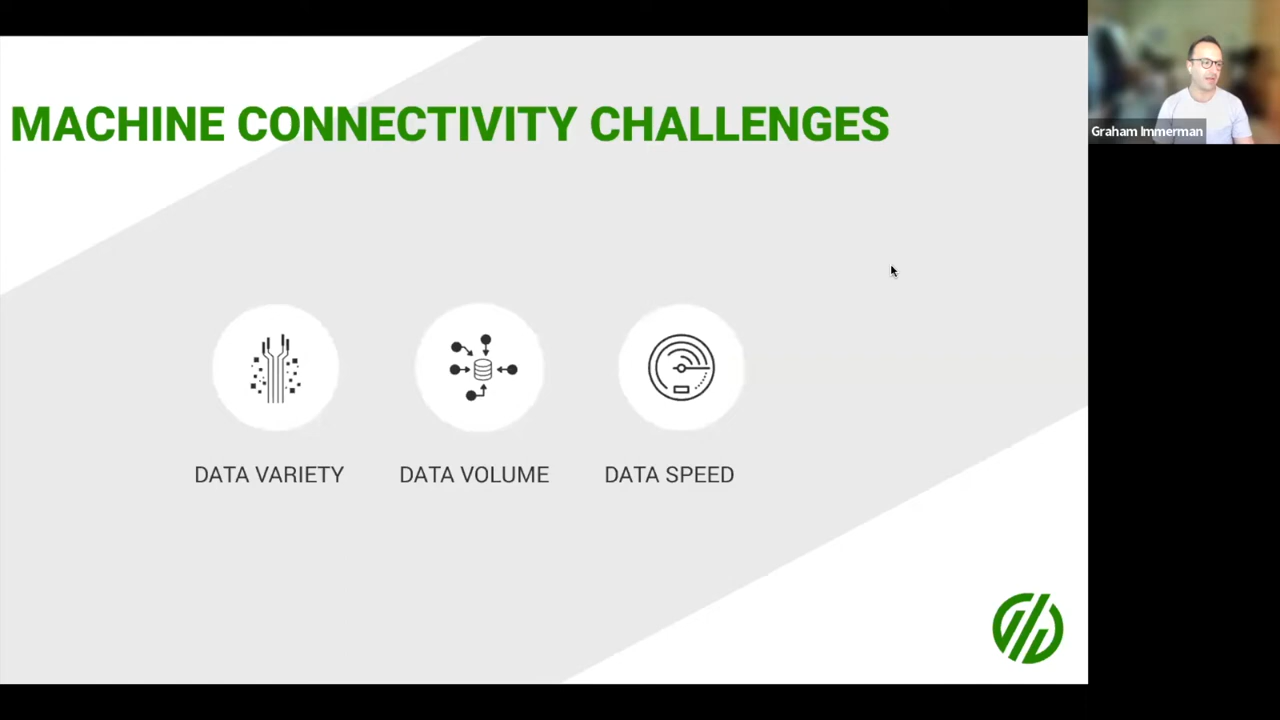 MACHINE CONNECTIVITY CHALLENGES
Graham Immerman
DATA VARIETY
DATA VOLUME
DATA SPEED